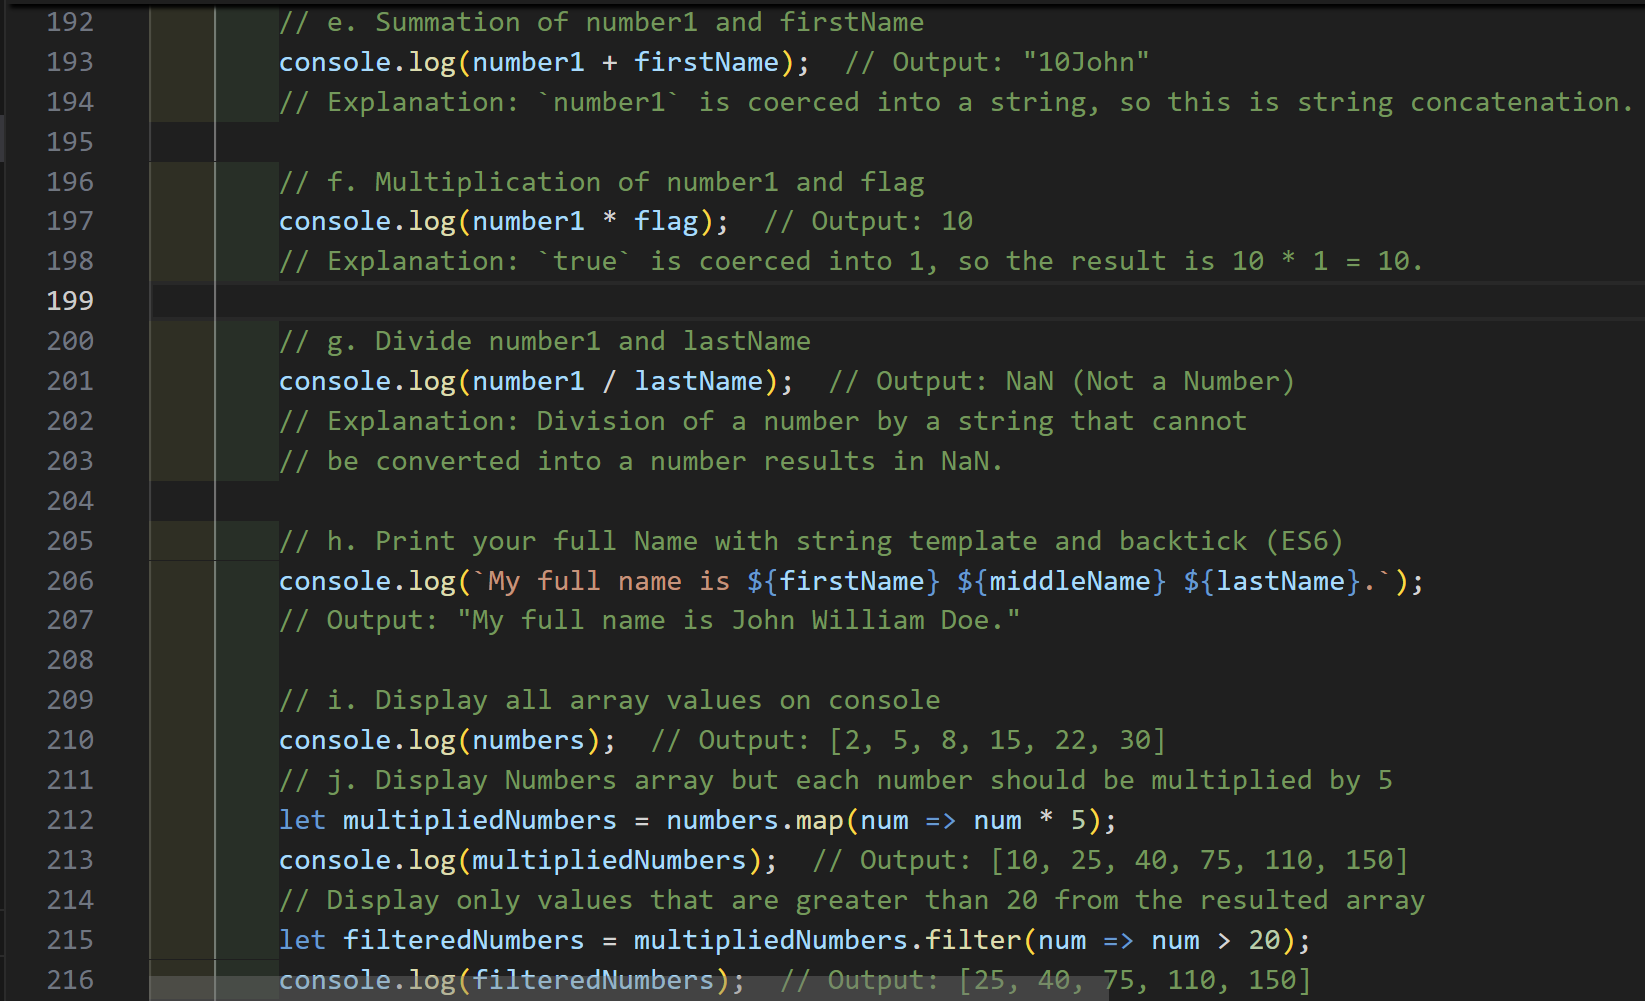 192 // e. Summation of number1 and firstName
193 console.log(number1 + firstName);  // Output: "10John"
194 // Explanation: `number1` is coerced into a string, so this is string concatenation.
195
196 // f. Multiplication of number1 and flag
197 console.log(number1 * flag);  // Output: 10
198 // Explanation: `true` is coerced into 1, so the result is 10 * 1 = 10.
199
200 // g. Divide number1 and lastName
201 console.log(number1 / lastName);  // Output: NaN (Not a Number)
202 // Explanation: Division of a number by a string that cannot
203 // be converted into a number results in NaN.
204
205 // h. Print your full Name with string template and backtick (ES6)
206 console.log(`My full name is ${firstName} ${middleName} ${lastName}.`);
207 // Output: "My full name is John William Doe."
208
209 // i. Display all array values on console
210 console.log(numbers);  // Output: [2, 5, 8, 15, 22, 30]
211 // j. Display Numbers array but each number should be multiplied by 5
212 let multipliedNumbers = numbers.map(num => num * 5);
213 console.log(multipliedNumbers);  // Output: [10, 25, 40, 75, 110, 150]
214 // Display only values that are greater than 20 from the resulted array
215 let filteredNumbers = multipliedNumbers.filter(num => num > 20);
216 console.log(filteredNumbers);  // Output: [25, 40, 75, 110, 150]